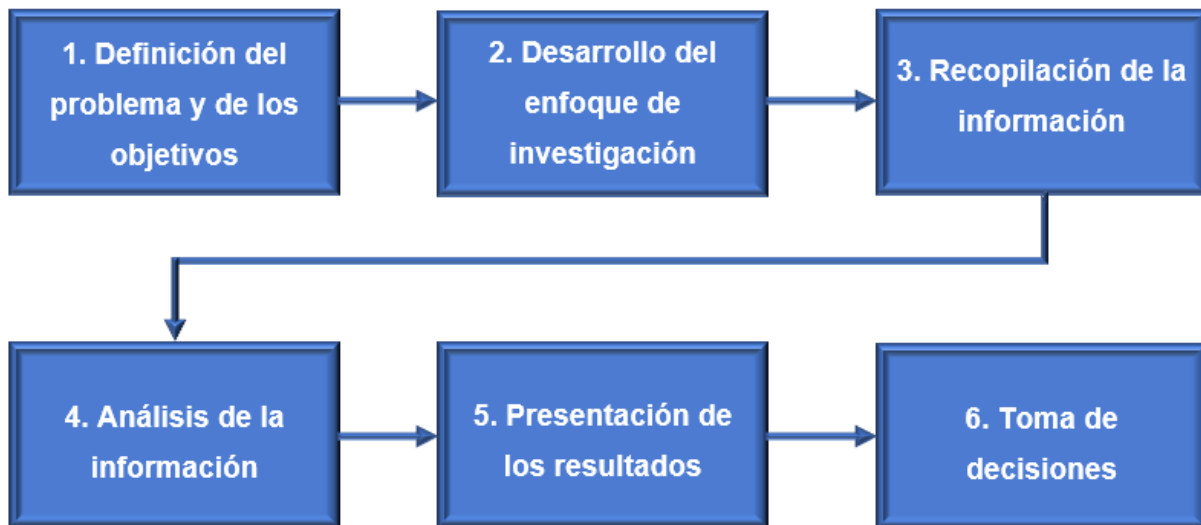 1. Definición del
problema y de los
objetivos
2. Desarrollo del
enfoque de
investigación
3. Recopilación de la
información
4. Análisis de la
información
5. Presentación de
los resultados
6. Toma de
decisiones